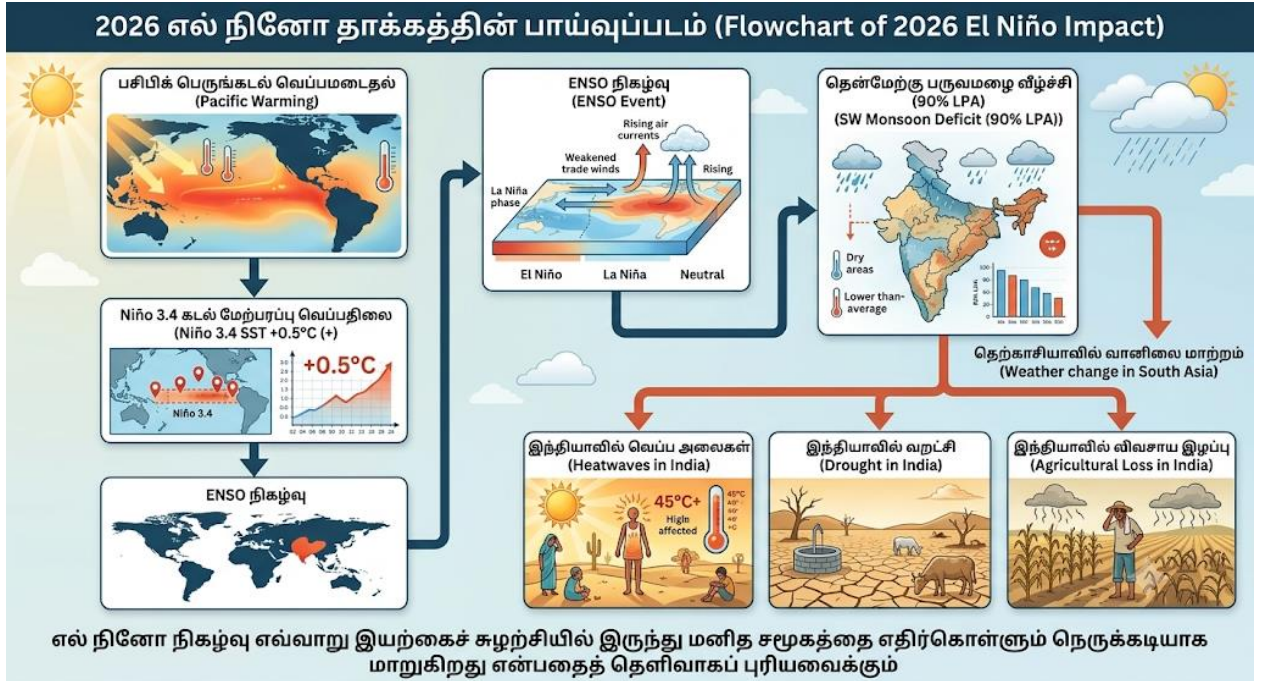 2026 எல் நினோ தாக்கத்தின் பாய்வுப்படம் (Flowchart of 2026 El Niño Impact)
பசிபிக் பெருங்கடல் வெப்பமடைதல்
(Pacific Warming)
Niño 3.4 கடல் மேற்பரப்பு வெப்பதிலை
(Niño 3.4 SST +0.5°C (+)
+0.5°C
Niño 3.4
ENSO நிகழ்வு
ENSO நிகழ்வு
(ENSO Event)
Rising air
currents
Weakened
trade winds
Rising
La Niña
phase
El Niño
La Niña
Neutral
தென்மேற்கு பருவமழை வீழ்ச்சி
(90% LPA)
(SW Monsoon Deficit (90% LPA))
Dry
areas
Lower than-
average
தெற்காசியாவில் வானிலை மாற்றம்
(Weather change in South Asia)
இந்தியாவில் வெப்ப அலைகள்
(Heatwaves in India)
45°C+
Higln
affected
45°C
இந்தியாவில் வறட்சி
(Drought in India)
இந்தியாவில் விவசாய இழப்பு
(Agricultural Loss in India)
எல் நினோ நிகழ்வு எவ்வாறு இயற்கைச் சுழற்சியில் இருந்து மனித சமூகத்தை எதிர்கொள்ளும் நெருக்கடியாக
மாறுகிறது என்பதைத் தெளிவாகப் புரியவைக்கும்